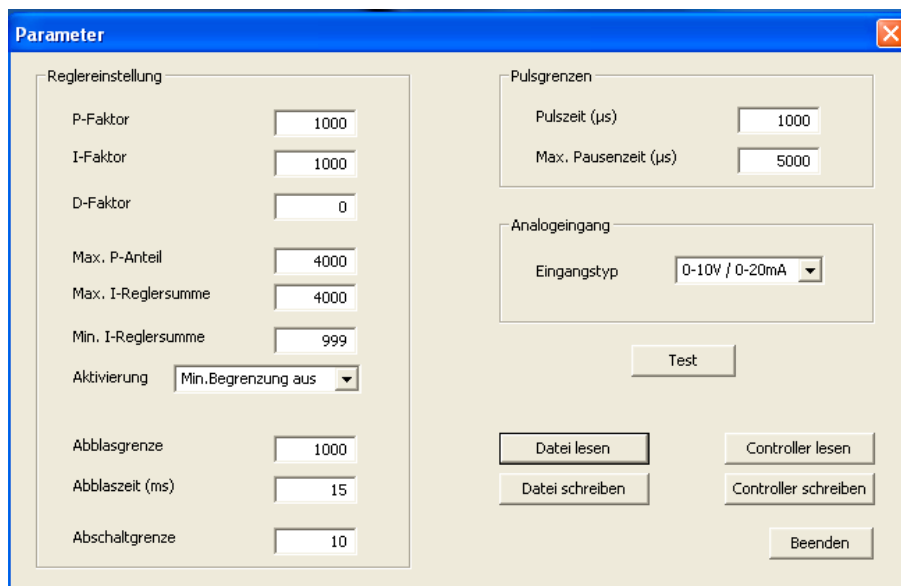 Parameter
Reglereinstellung
P-Faktor 1000
I-Faktor 1000
D-Faktor 0
Max. P-Anteil 4000
Max. I-Reglersumme 4000
Min. I-Reglersumme 999
Aktivierung Min.Begrenzung aus
Abblasgrenze 1000
Abblaszeit (ms) 15
Abschaltgrenze 10
Pulsgrenzen
Pulszeit (µs) 1000
Max. Pausenzeit (µs) 5000
Analogeingang
Eingangstyp 0-10V / 0-20mA
Test
Datei lesen Controller lesen
Datei schreiben Controller schreiben
Beenden